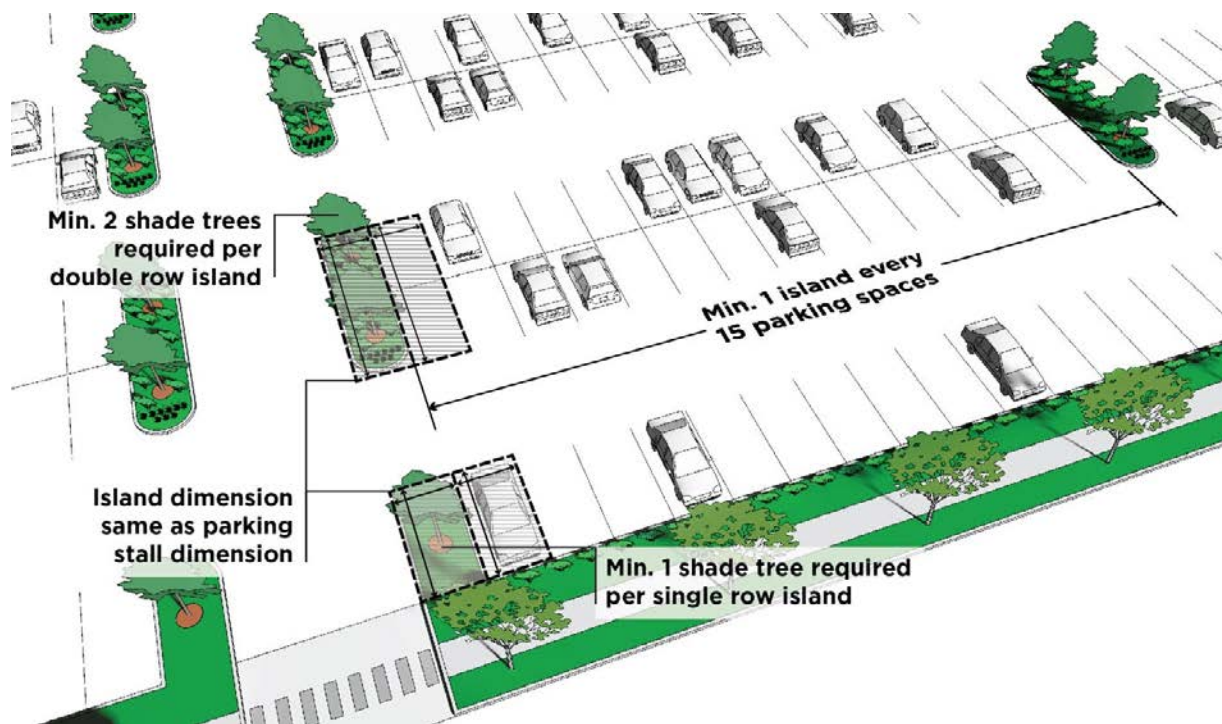 Min. 2 shade trees
required per
double row island
Min. 1 island every
15 parking spaces
Island dimension
same as parking
stall dimension
Min. 1 shade tree required
per single row island